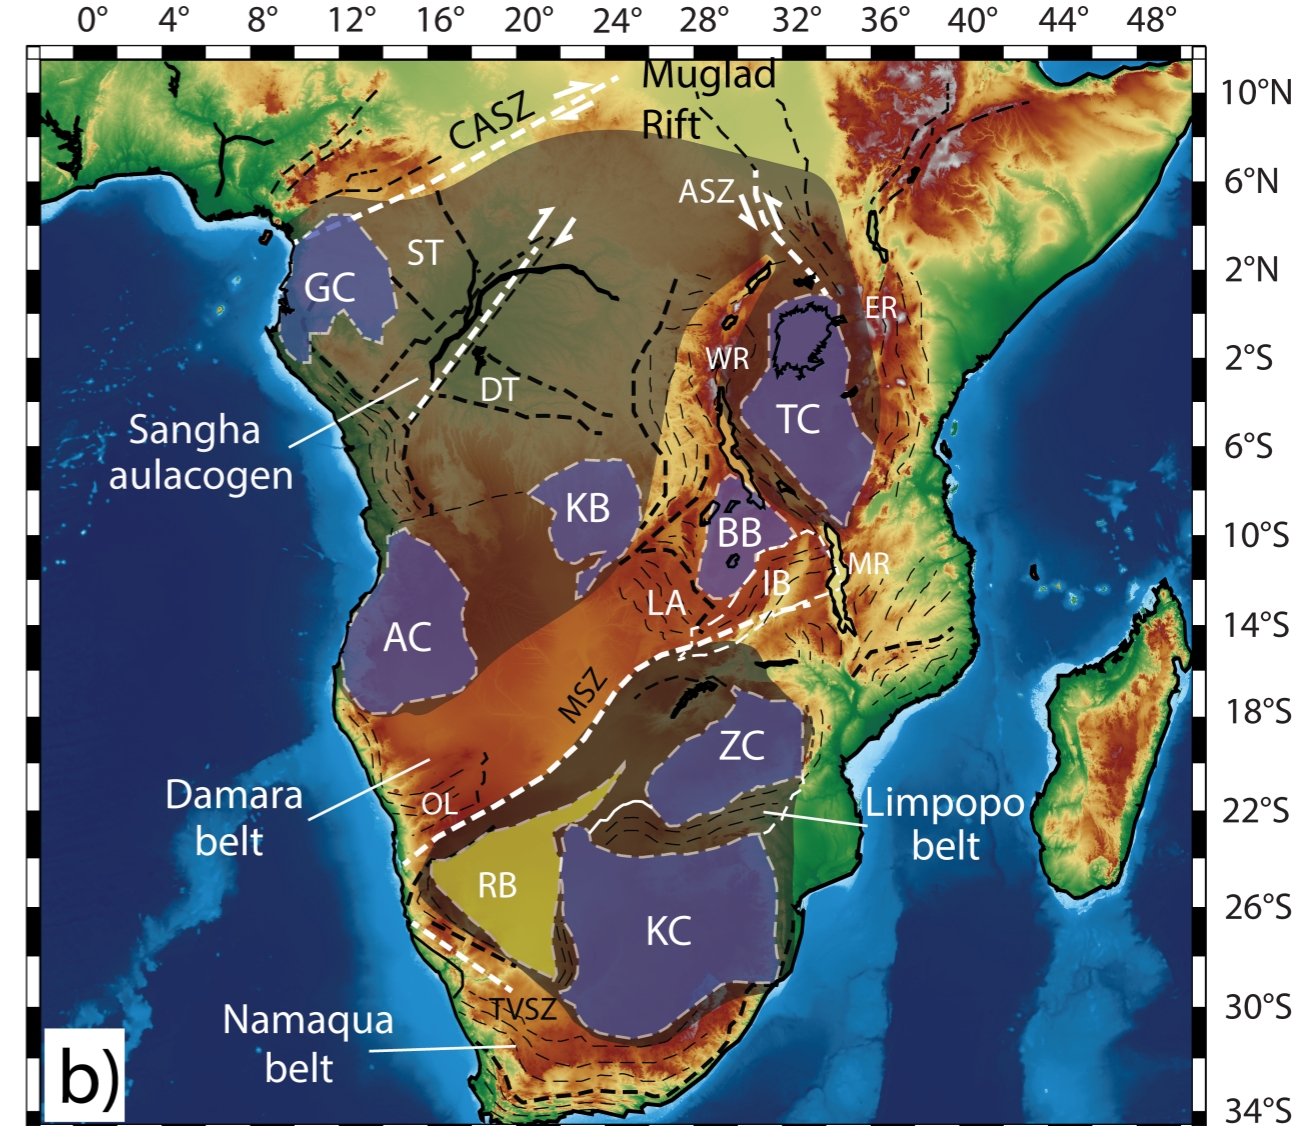 0° 4° 8° 12° 16° 20° 24° 28° 32° 36° 40° 44° 48°
Muglad
Rift
10°N
CASZ
6°N
ASZ
ST
2°N
GC
ER
WR
2°S
DT
TC
Sangha
aulacogen
6°S
KB
BB
10°S
MR
IB
LA
AC
14°S
MSZ
18°S
ZC
Damara
belt
OL
Limpopo
belt
22°S
RB
26°S
KC
TVSZ
30°S
Namaqua
belt
b)
34°S